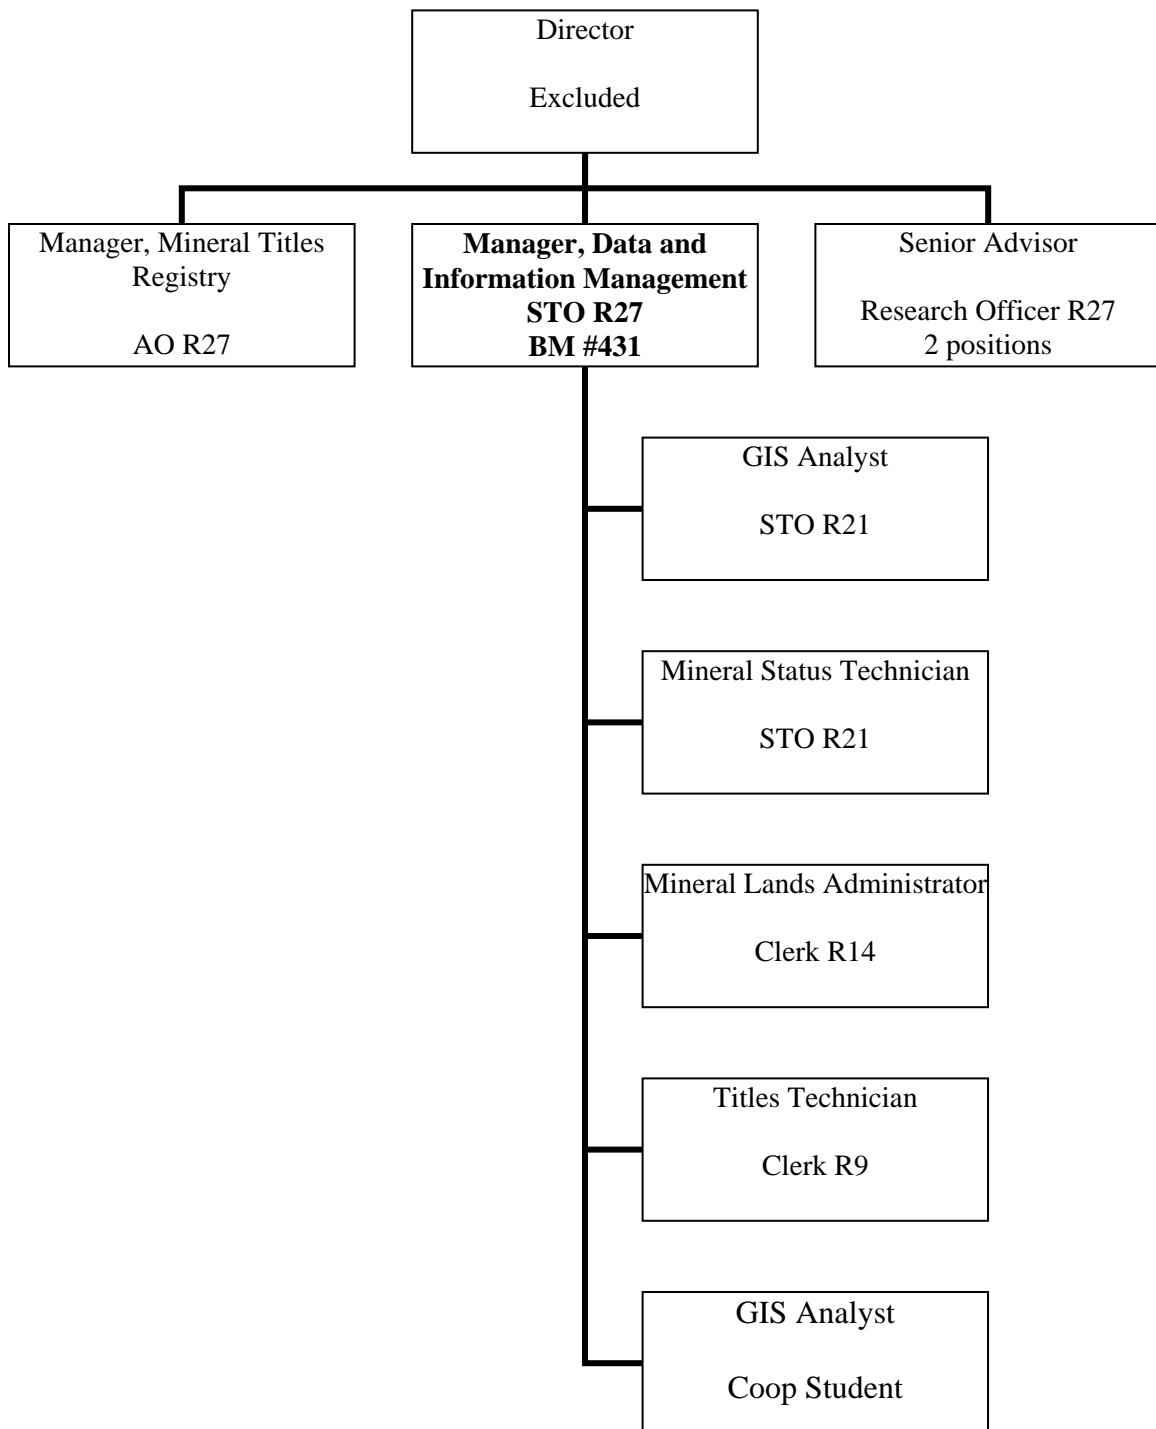 Director
Excluded
Manager, Mineral Titles
Registry
AO R27
Manager, Data and
Information Management
STO R27
BM #431
Senior Advisor
Research Officer R27
2 positions
GIS Analyst
STO R21
Mineral Status Technician
STO R21
Mineral Lands Administrator
Clerk R14
Titles Technician
Clerk R9
GIS Analyst
Coop Student